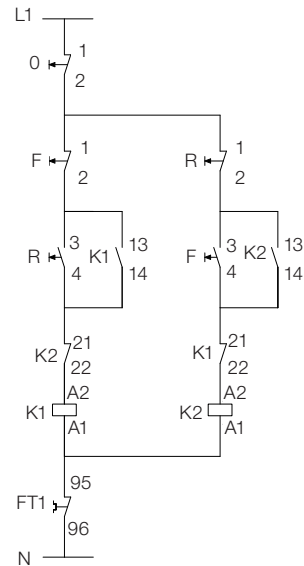 L1
0 1
2
F 1 R 1
2 2
R 3 K1 13 F 3 K2 13
4 14 4 14
K2 21 K1 21
22 22
K1 A2 K2 A2
A1 A1
FT1 95
96
N